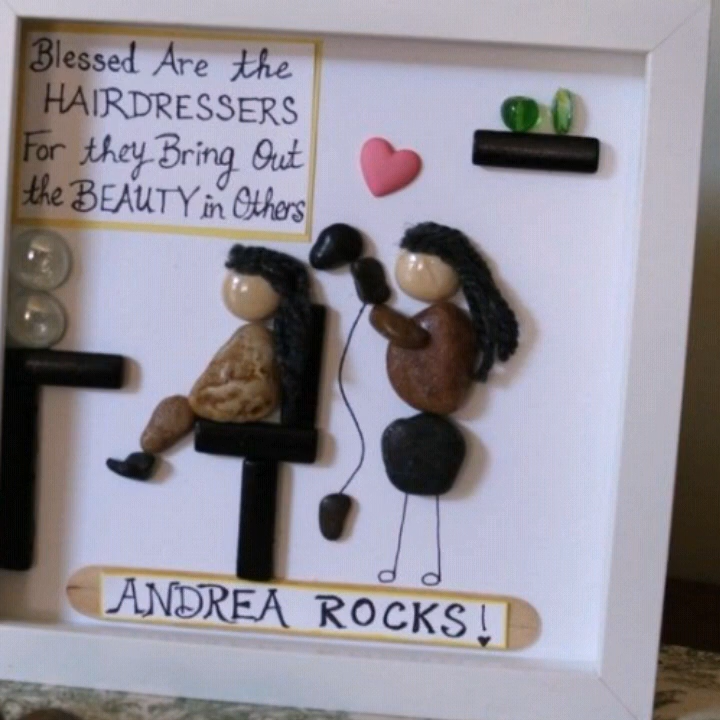 Blessed Are the
HAIRDRESSERS
For they Bring Out
the BEAUTY in Others
ANDREA ROCKS!